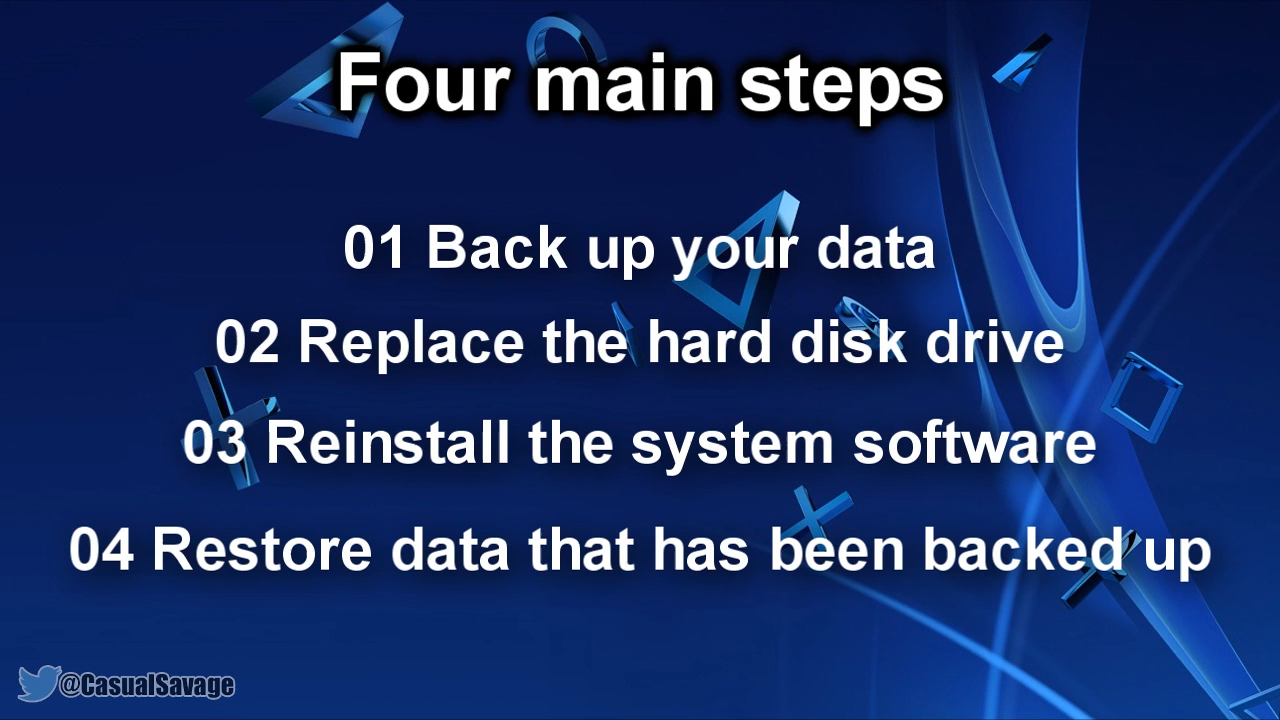 Four main steps
01 Back up your data
02 Replace the hard disk drive
03 Reinstall the system software
04 Restore data that has been backed up
@CasualSavage